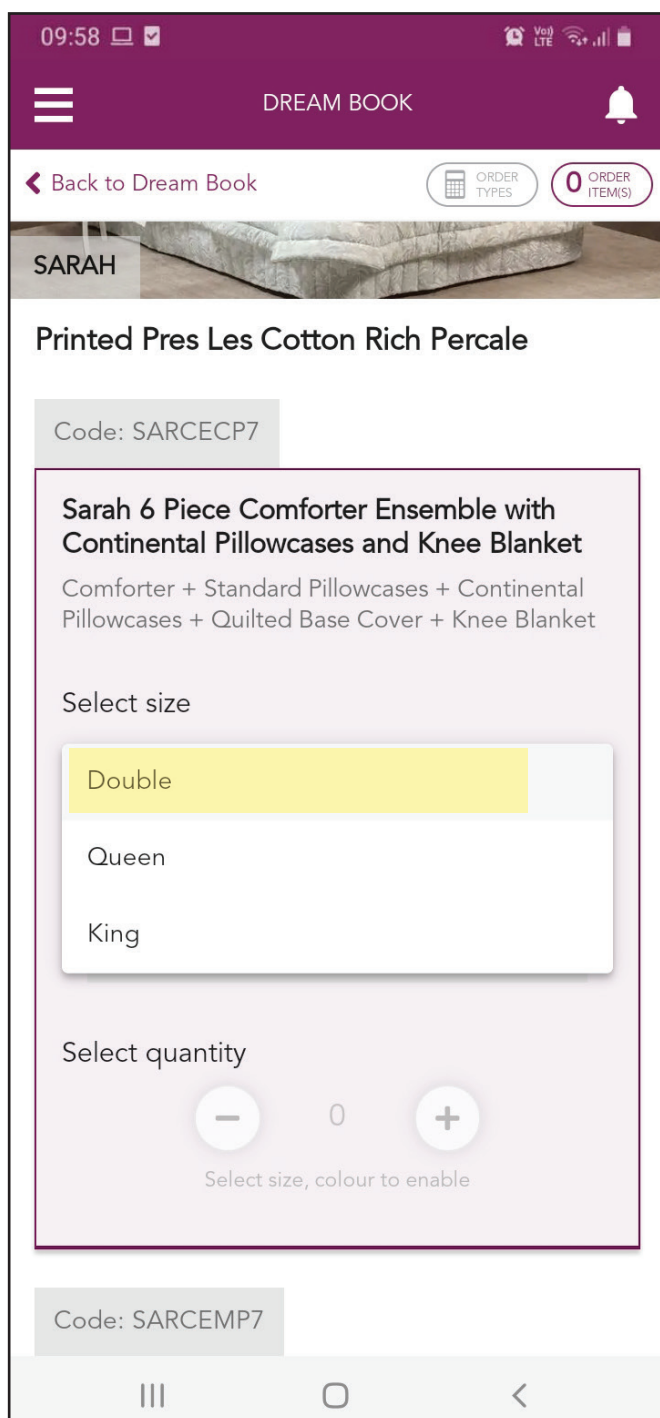 09:58
Vo))
LTE
DREAM BOOK
Back to Dream Book
ORDER
TYPES
0 ORDER
ITEM(S)
SARAH
Printed Pres Les Cotton Rich Percale
Code: SARCECP7
Sarah 6 Piece Comforter Ensemble with
Continental Pillowcases and Knee Blanket
Comforter + Standard Pillowcases + Continental
Pillowcases + Quilted Base Cover + Knee Blanket
Select size
Double
Queen
King
Select quantity
0
Select size, colour to enable
Code: SARCEMP7